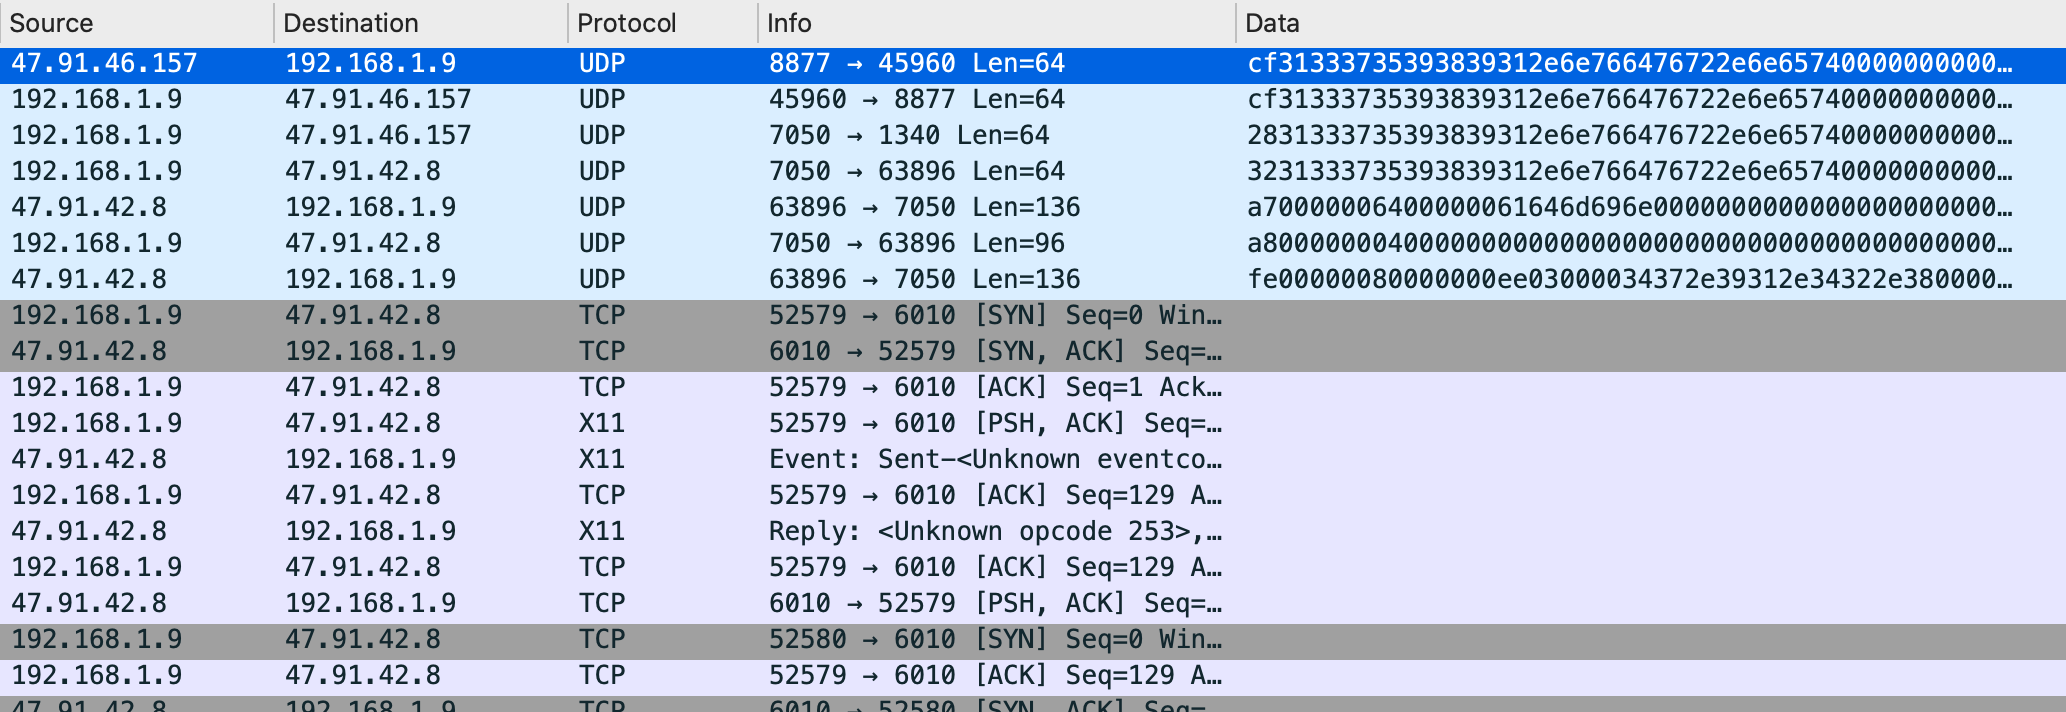 Source Destination Protocol Info Data
47.91.46.157 192.168.1.9 UDP 8877 → 45960 Len=64 cf31333735393839312e6e766476722e6e65740000000000…
192.168.1.9 47.91.46.157 UDP 45960 → 8877 Len=64 cf31333735393839312e6e766476722e6e65740000000000…
192.168.1.9 47.91.46.157 UDP 7050 → 1340 Len=64 2831333735393839312e6e766476722e6e65740000000000…
192.168.1.9 47.91.42.8 UDP 7050 → 63896 Len=64 3231333735393839312e6e766476722e6e65740000000000…
47.91.42.8 192.168.1.9 UDP 63896 → 7050 Len=136 a70000006400000061646d696e0000000000000000000000…
192.168.1.9 47.91.42.8 UDP 7050 → 63896 Len=96 a80000000400000000000000000000000000000000000000…
47.91.42.8 192.168.1.9 UDP 63896 → 7050 Len=136 fe00000080000000ee03000034372e39312e34322e380000…
192.168.1.9 47.91.42.8 TCP 52579 → 6010 [SYN] Seq=0 Win…
47.91.42.8 192.168.1.9 TCP 6010 → 52579 [SYN, ACK] Seq=…
192.168.1.9 47.91.42.8 TCP 52579 → 6010 [ACK] Seq=1 Ack…
192.168.1.9 47.91.42.8 X11 52579 → 6010 [PSH, ACK] Seq=…
47.91.42.8 192.168.1.9 X11 Event: Sent-<Unknown eventco…
192.168.1.9 47.91.42.8 TCP 52579 → 6010 [ACK] Seq=129 A…
47.91.42.8 192.168.1.9 X11 Reply: <Unknown opcode 253>,…
192.168.1.9 47.91.42.8 TCP 52579 → 6010 [ACK] Seq=129 A…
47.91.42.8 192.168.1.9 TCP 6010 → 52579 [PSH, ACK] Seq=…
192.168.1.9 47.91.42.8 TCP 52580 → 6010 [SYN] Seq=0 Win…
192.168.1.9 47.91.42.8 TCP 52579 → 6010 [ACK] Seq=129 A…
47.91.42.8 192.168.1.9 TCP 6010 → 52580 [SYN, ACK] Seq=…